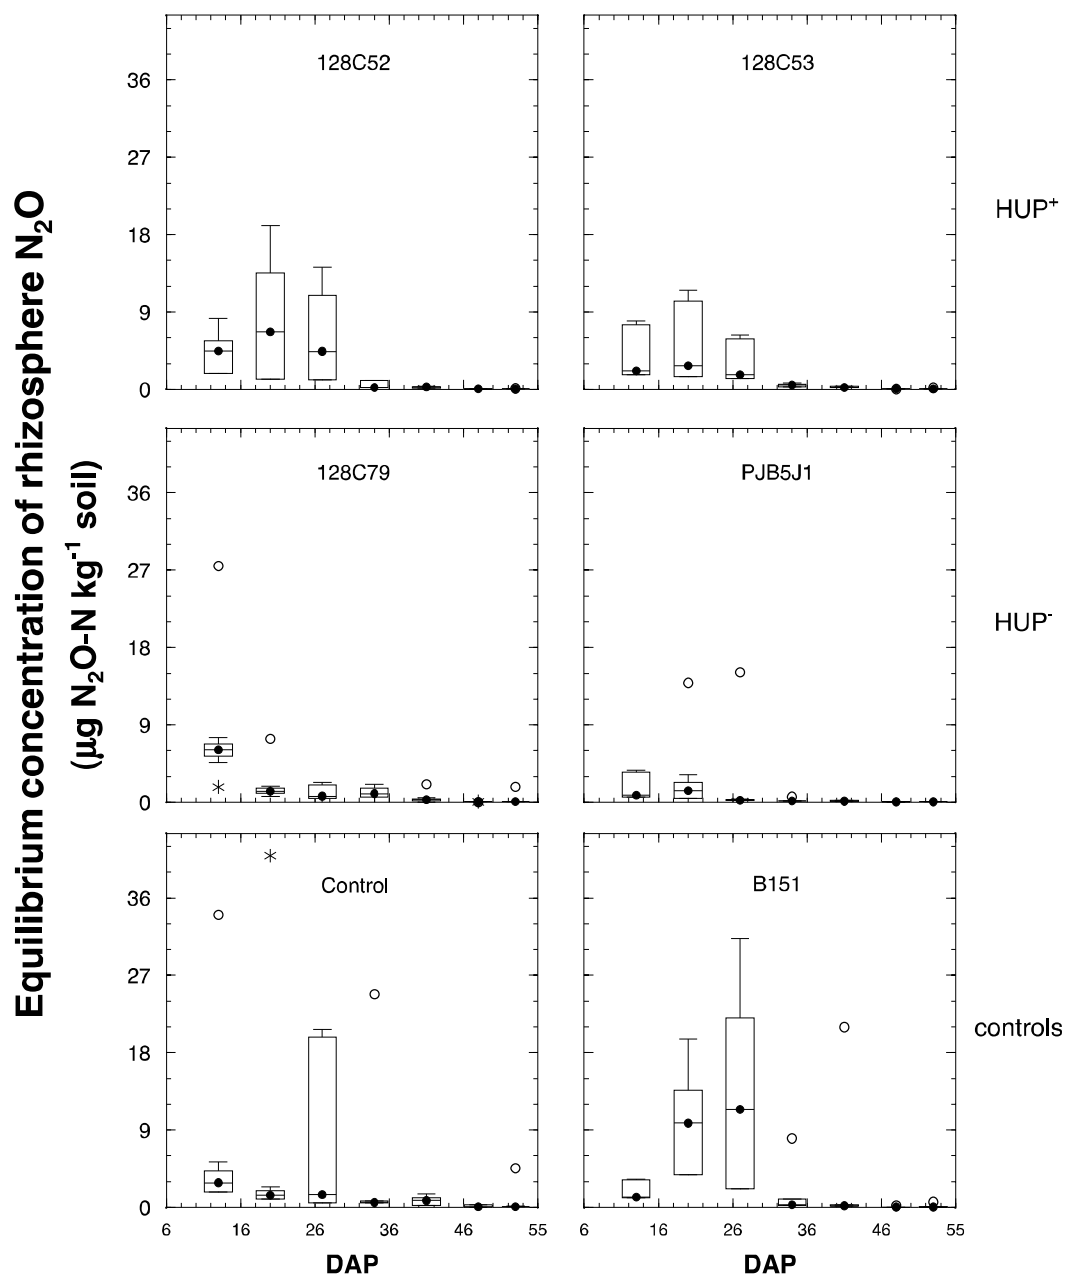 Equilibrium concentration of rhizosphere N₂O
(µg N₂O-N kg⁻¹ soil)
128C52
36
27
18
9
0
128C53
HUP⁺
128C79
36
27
18
9
0
PJB5J1
HUP⁻
Control
36
27
18
9
0
6 16 26 36 46 55
DAP
B151
6 16 26 36 46 55
DAP
controls